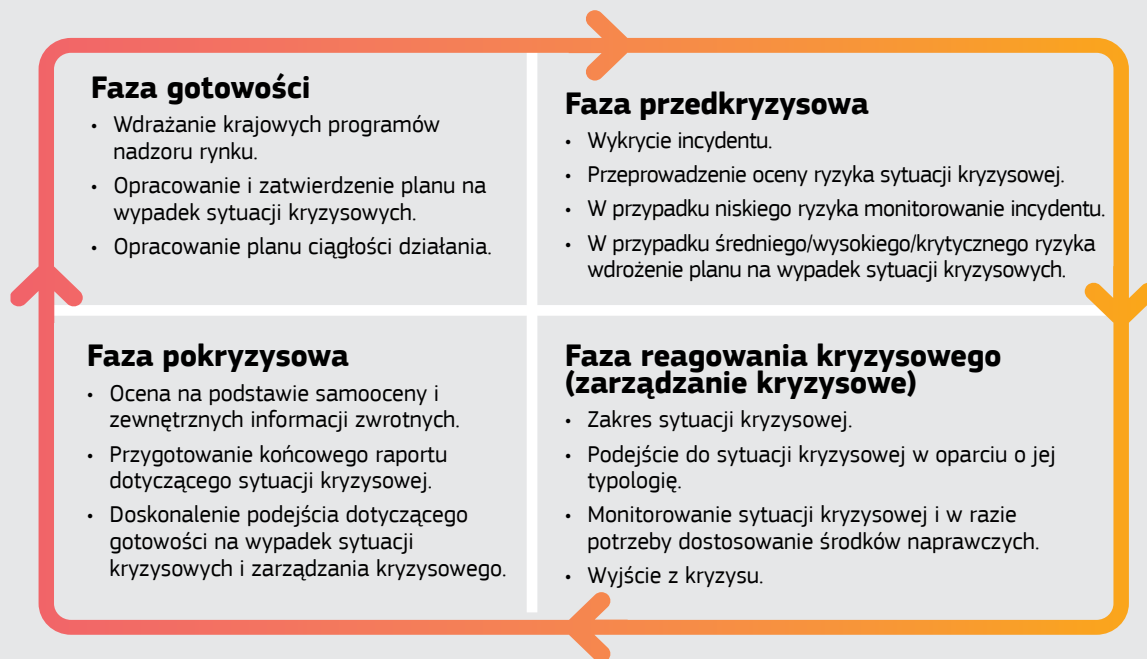 Faza gotowości
• Wdrażanie krajowych programów
nadzoru rynku.
• Opracowanie i zatwierdzenie planu na
wypadek sytuacji kryzysowych.
• Opracowanie planu ciągłości działania.
Faza przedkryzysowa
• Wykrycie incydentu.
• Przeprowadzenie oceny ryzyka sytuacji kryzysowej.
• W przypadku niskiego ryzyka monitorowanie incydentu.
• W przypadku średniego/wysokiego/krytycznego ryzyka
wdrożenie planu na wypadek sytuacji kryzysowych.
Faza pokryzysowa
• Ocena na podstawie samooceny i
zewnętrznych informacji zwrotnych.
• Przygotowanie końcowego raportu
dotyczącego sytuacji kryzysowej.
• Doskonalenie podejścia dotyczącego
gotowości na wypadek sytuacji
kryzysowych i zarządzania kryzysowego.
Faza reagowania kryzysowego
(zarządzanie kryzysowe)
• Zakres sytuacji kryzysowej.
• Podejście do sytuacji kryzysowej w oparciu o jej
typologię.
• Monitorowanie sytuacji kryzysowej i w razie
potrzeby dostosowanie środków naprawczych.
• Wyjście z kryzysu.